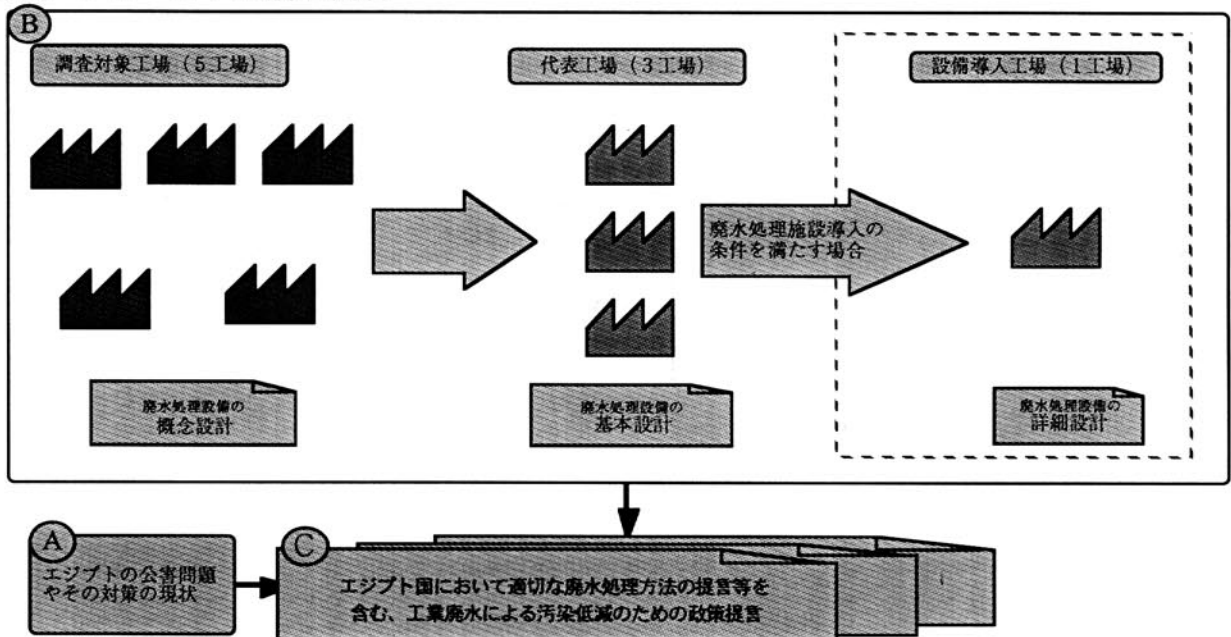 B
調査対象工場（5工場）
代表工場（3工場）
設備導入工場（1工場）
廃水処理施設導入の
条件を満たす場合
廃水処理設備の
概念設計
廃水処理設備の
基本設計
廃水処理設備の
詳細設計
A
エジプトの公害問題
やその対策の現状
C
エジプト国において適切な廃水処理方法の提言等を
含む、工業廃水による汚染低減のための政策提言